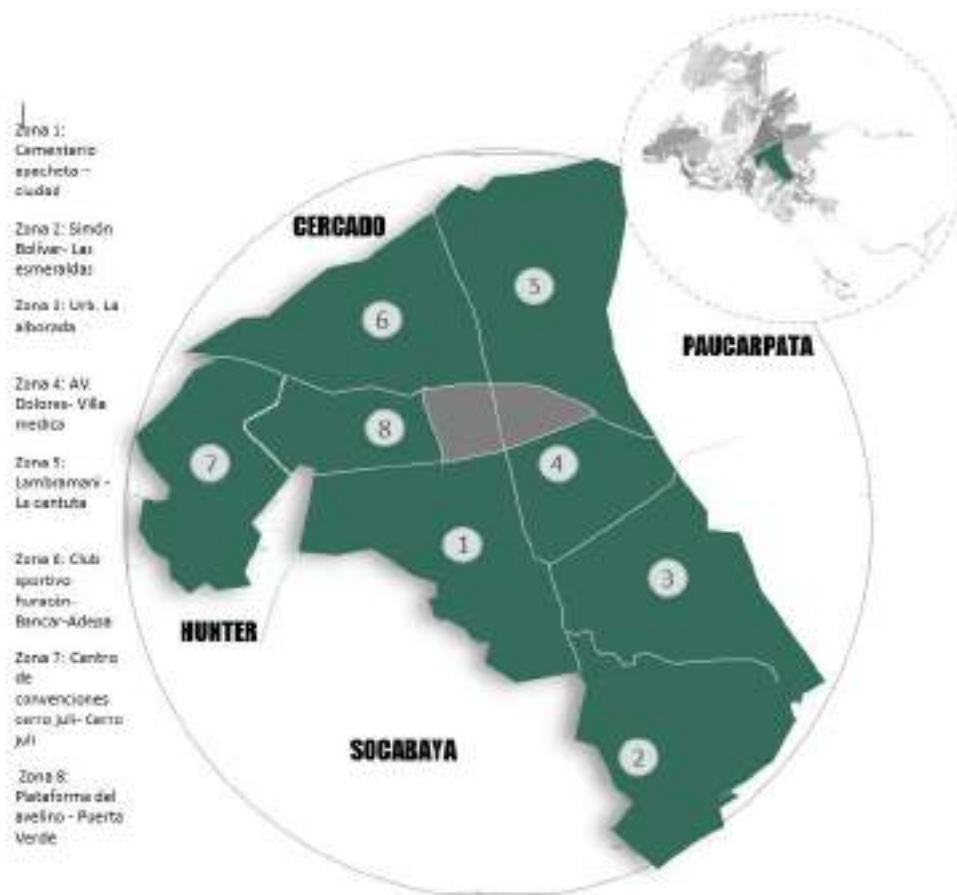 Zona 1:
Cementerio
apacheta -
ciudad
Zona 2: Simón
Bolívar- Las
esmeraldas
Zona 3: Urb. La
alborada
Zona 4: AV.
Dolores- Villa
medica
Zona 5:
Lambramani -
La cantuta
Zona 6: Club
sportivo
huracán-
Bancar-Adepa
Zona 7: Centro
de
convenciones
cerro juli- Cerro
juli
Zona 8:
Plataforma del
avelino - Puerta
Verde
CERCADO
PAUCARPATA
HUNTER
SOCABAYA
5
6
8
7
4
1
3
2